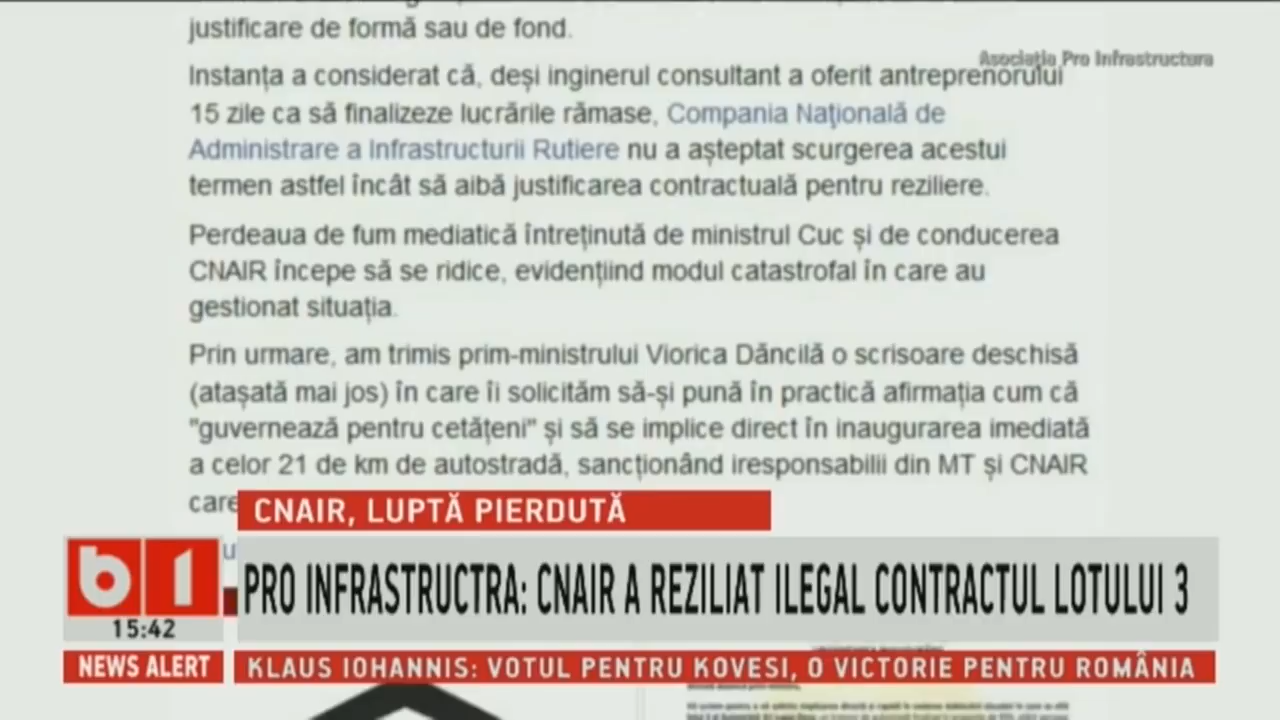 justificare de formă sau de fond.
Asociația Pro Infrastructura
Instanța a considerat că, deși inginerul consultant a oferit antreprenorului
15 zile ca să finalizeze lucrările rămase, Compania Naţională de
Administrare a Infrastructurii Rutiere nu a așteptat scurgerea acestui
termen astfel încât să aibă justificarea contractuală pentru reziliere.
Perdeaua de fum mediatică întreținută de ministrul Cuc și de conducerea
CNAIR începe să se ridice, evidențiind modul catastrofal în care au
gestionat situația.
Prin urmare, am trimis prim-ministrului Viorica Dăncilă o scrisoare deschisă
(atașată mai jos) în care îi solicităm să-și pună în practică afirmația cum că
"guvernează pentru cetățeni" și să se implice direct în inaugurarea imediată
a celor 21 de km de autostradă, sancționând iresponsabilii din MT și CNAIR
care
CNAIR, LUPTĂ PIERDUTĂ
b1
PRO INFRASTRUCTRA: CNAIR A REZILIAT ILEGAL CONTRACTUL LOTULUI 3
15:42
NEWS ALERT
KLAUS IOHANNIS: VOTUL PENTRU KOVESI, O VICTORIE PENTRU ROMÂNIA